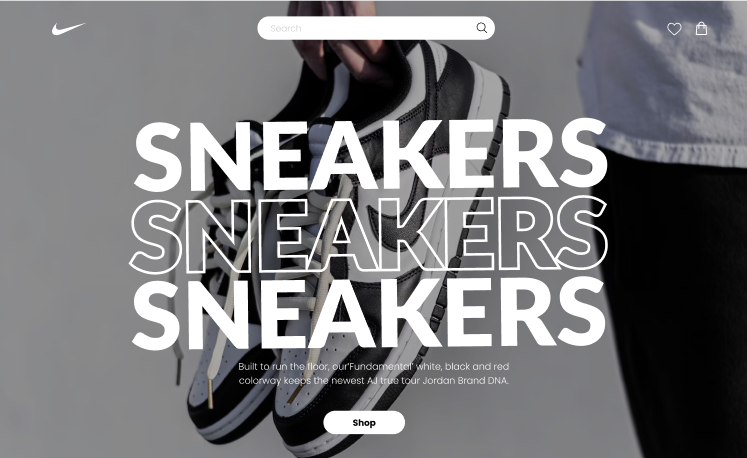 Search
SNEAKERS
SNEAKERS
SNEAKERS
Built to run the floor, our'Fundamental' white, black and red
colorway keeps the newest AJ true tour Jordan Brand DNA.
Shop